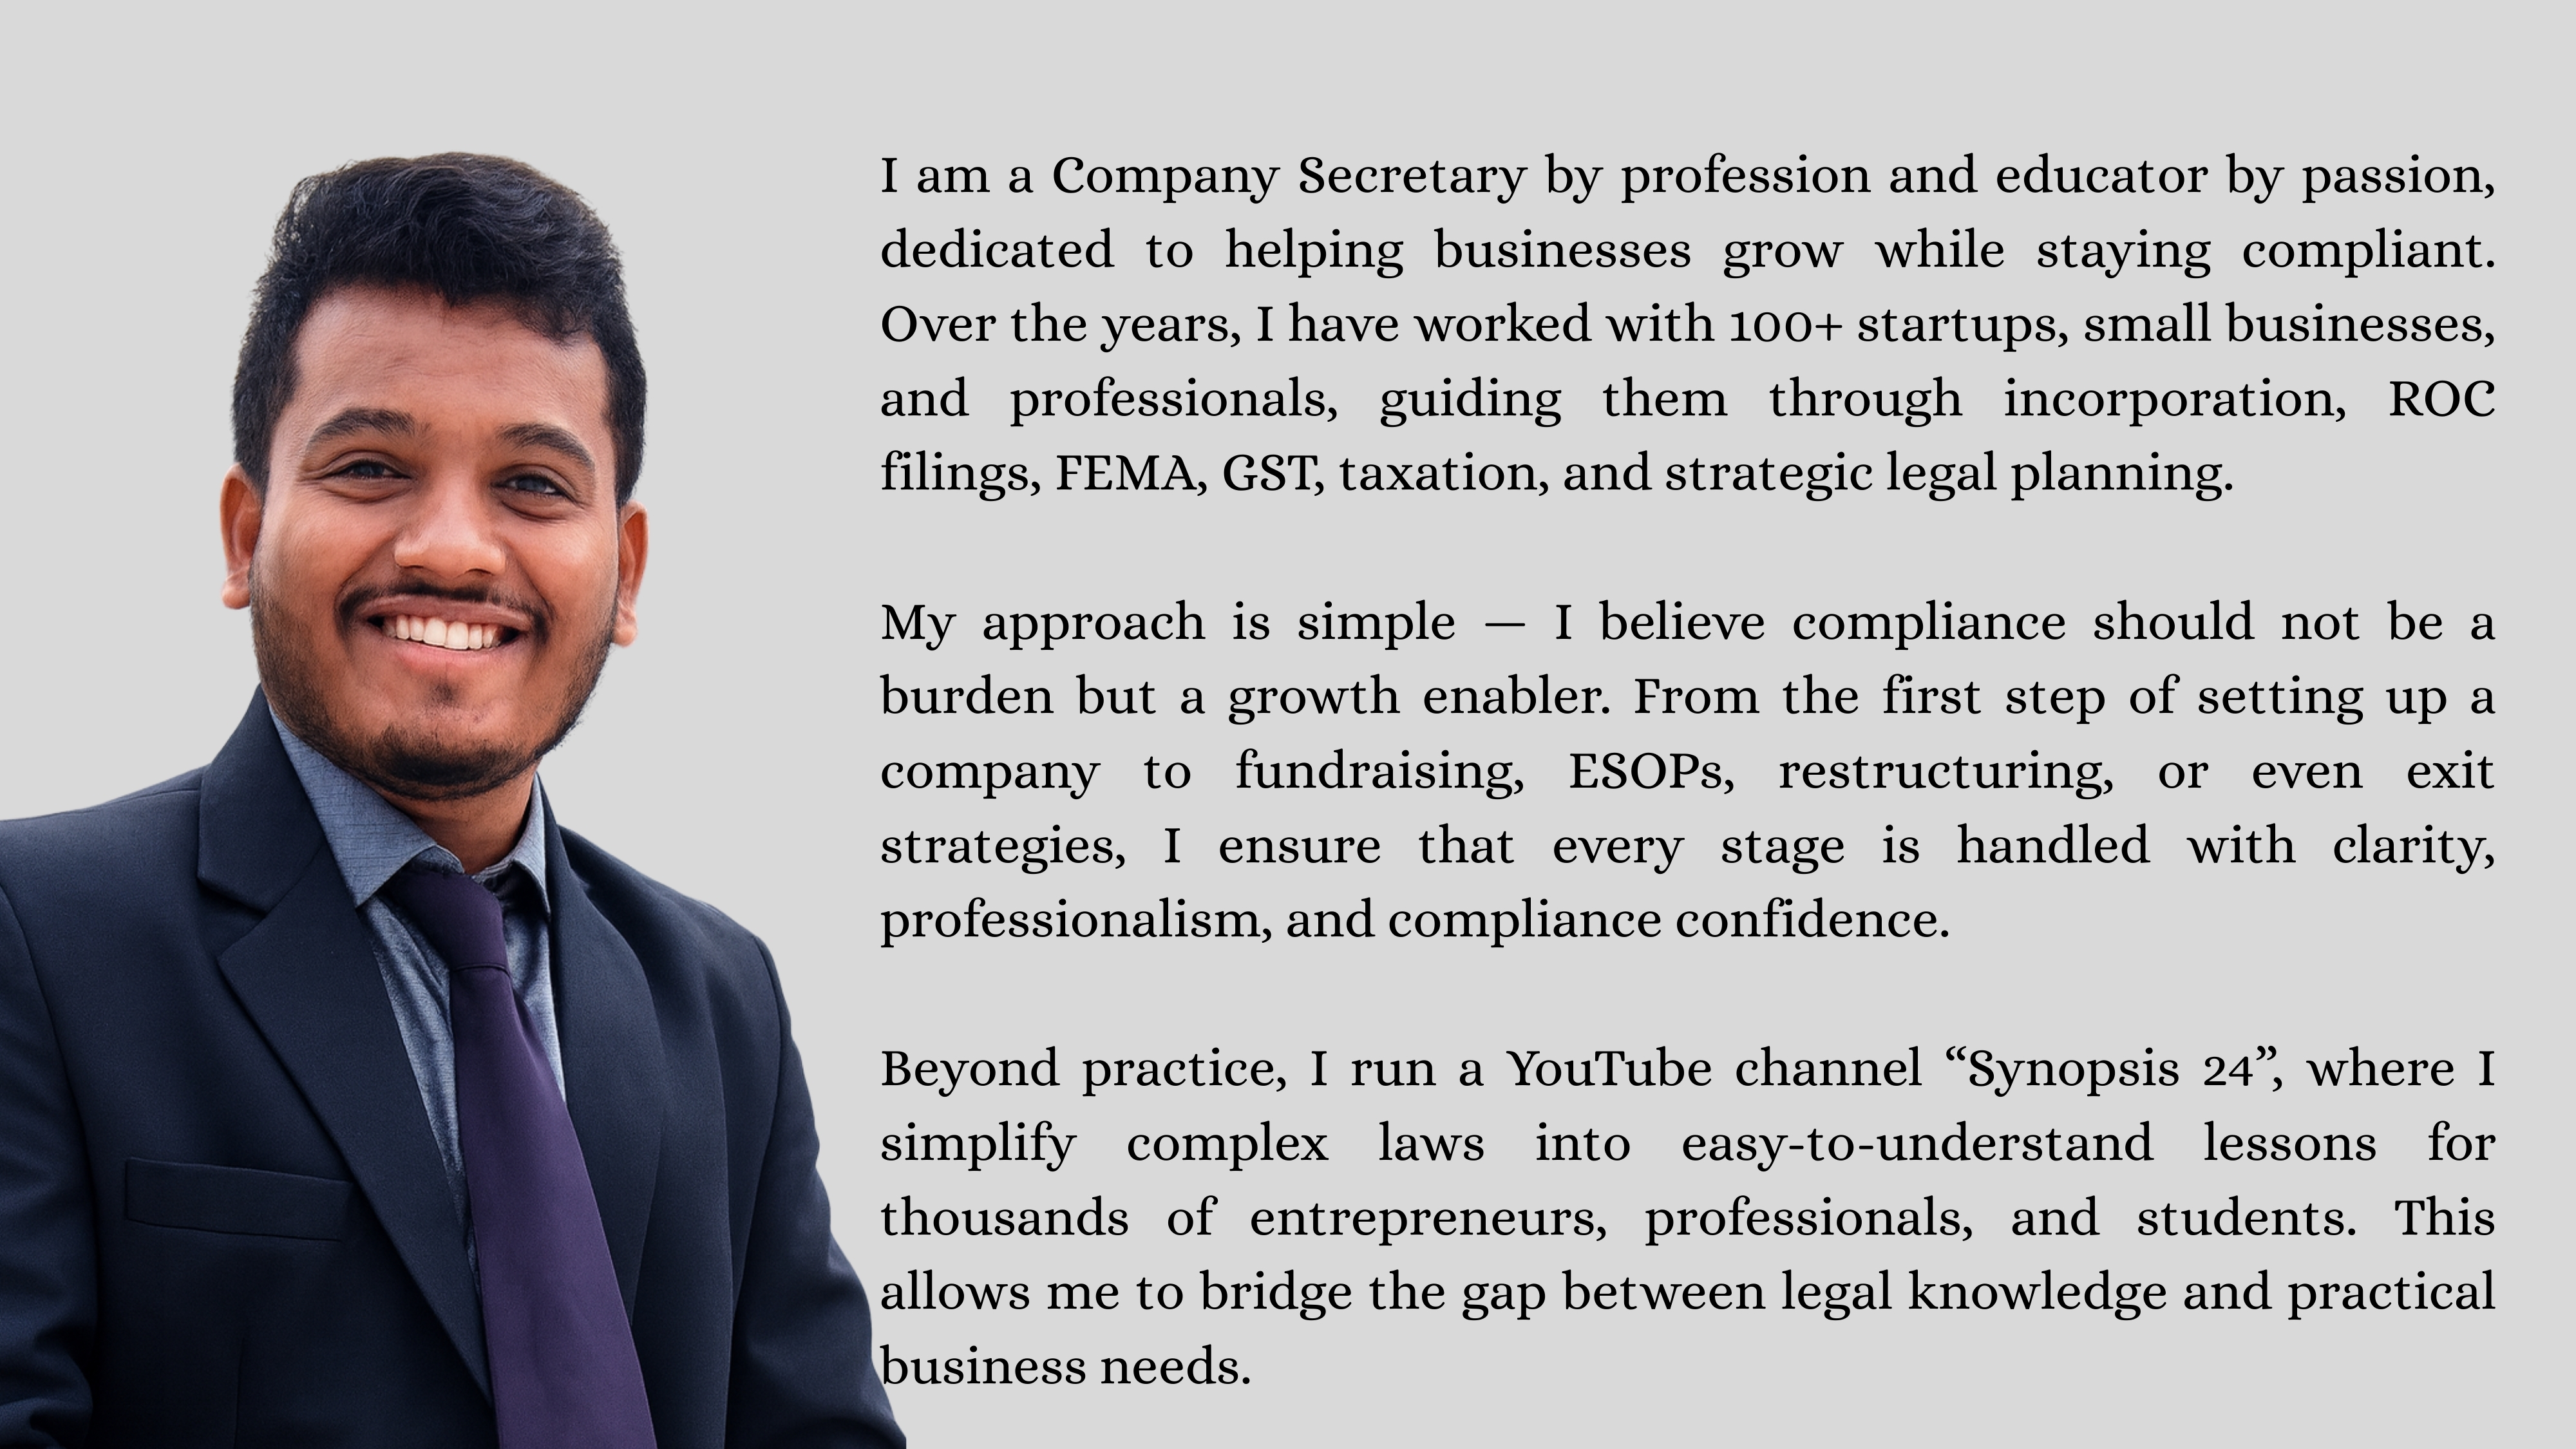 I am a Company Secretary by profession and educator by passion,
dedicated to helping businesses grow while staying compliant.
Over the years, I have worked with 100+ startups, small businesses,
and professionals, guiding them through incorporation, ROC
filings, FEMA, GST, taxation, and strategic legal planning.
My approach is simple — I believe compliance should not be a
burden but a growth enabler. From the first step of setting up a
company to fundraising, ESOPs, restructuring, or even exit
strategies, I ensure that every stage is handled with clarity,
professionalism, and compliance confidence.
Beyond practice, I run a YouTube channel “Synopsis 24”, where I
simplify complex laws into easy-to-understand lessons for
thousands of entrepreneurs, professionals, and students. This
allows me to bridge the gap between legal knowledge and practical
business needs.